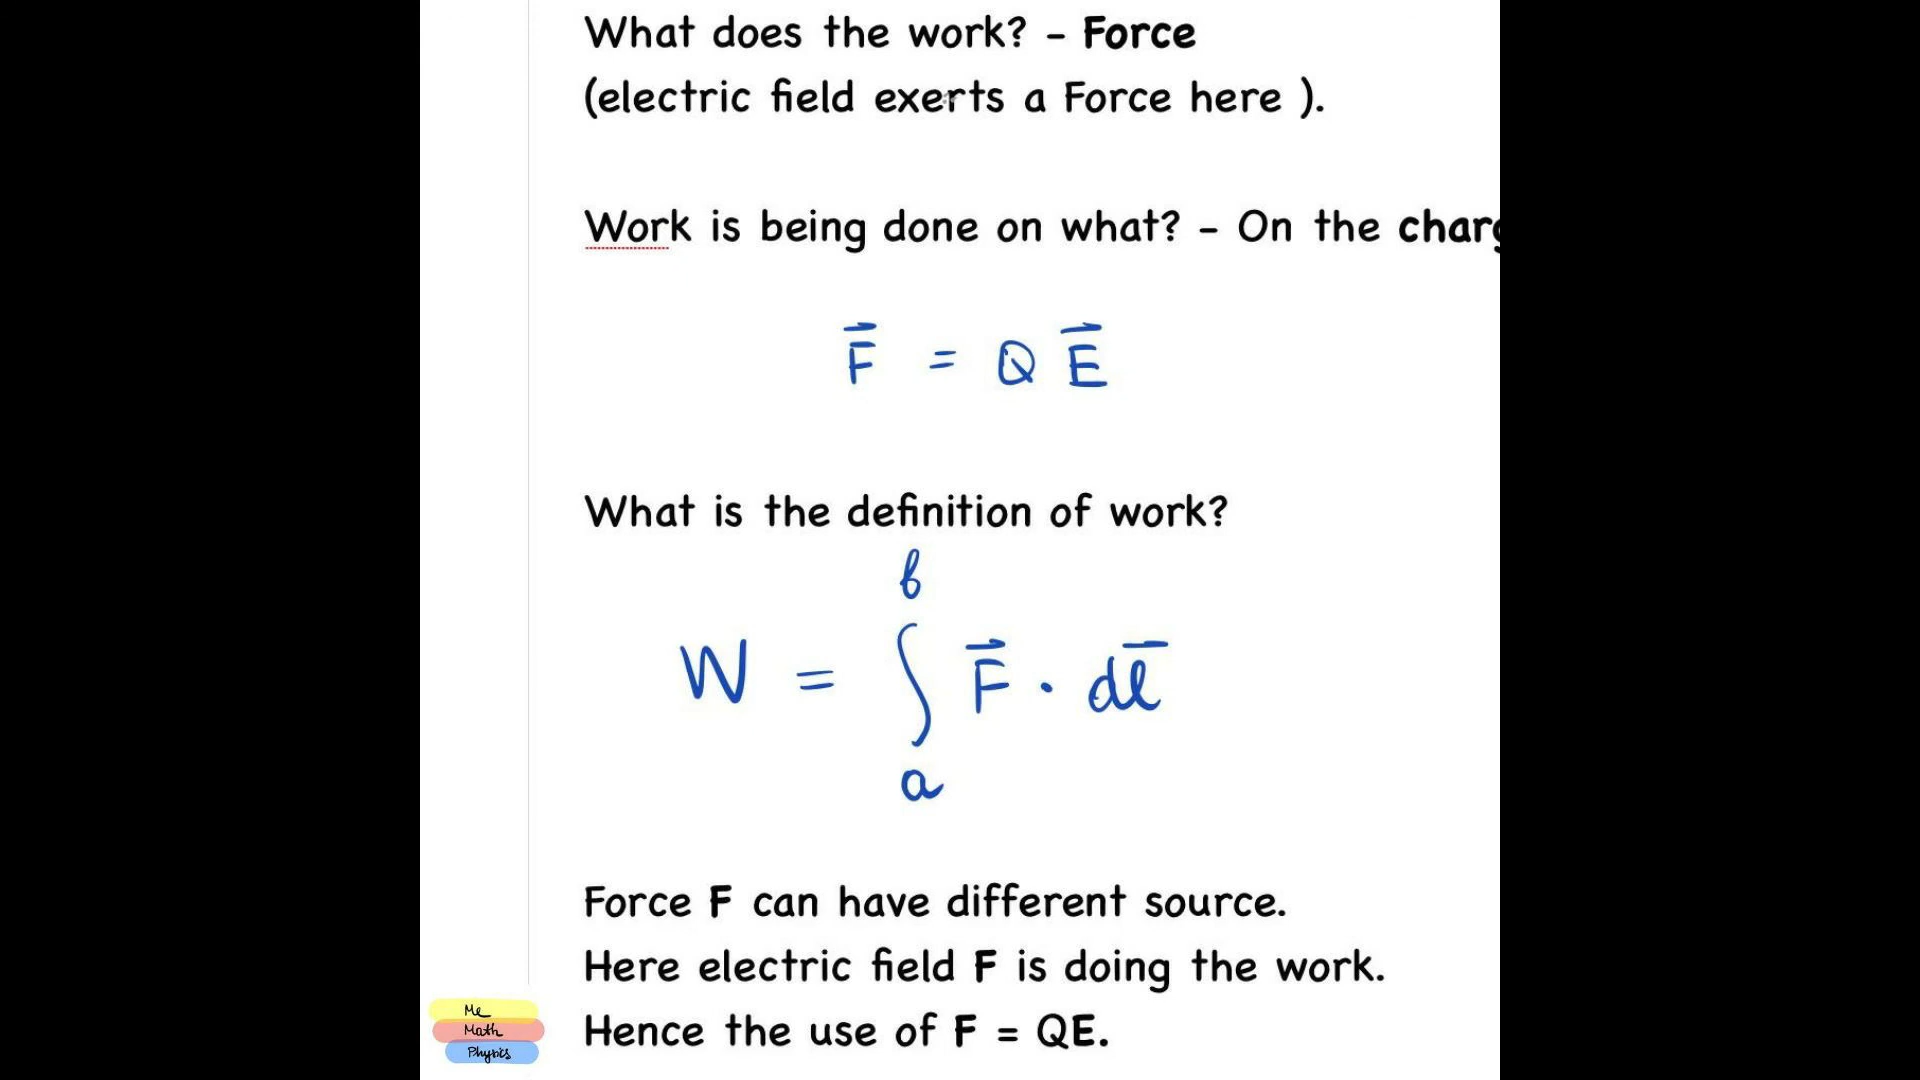 What does the work? - Force
(electric field exerts a Force here ).
Work is being done on what? - On the charg
F⃗ = Q E⃗
What is the definition of work?
b
W = ∫ F⃗ · dl̅
a
Force F can have different source.
Here electric field F is doing the work.
Hence the use of F = QE.
Me
Math
Physics